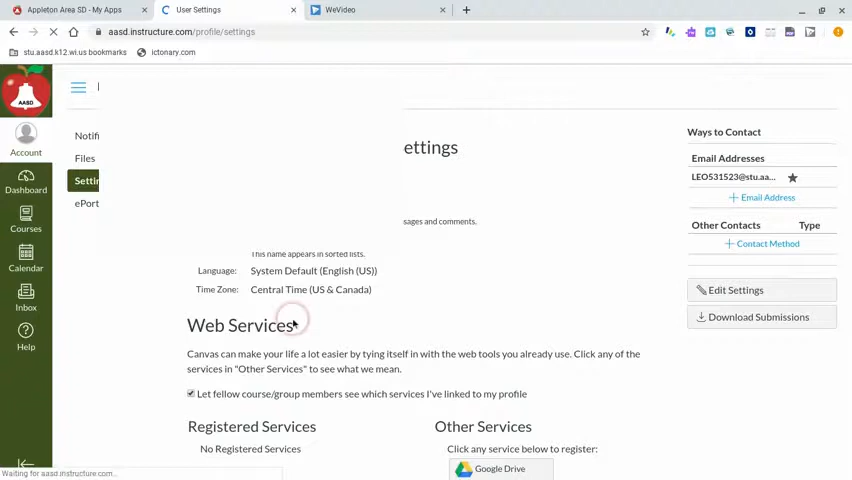 Appleton Area SD - My Apps
User Settings
WeVideo
aasd.instructure.com/profile/settings
stu.aasd.k12.wi.us bookmarks
ictonary.com
AASD
Account
Dashboard
Courses
Calendar
Inbox
Help
Notifi
Files
Settin
ePort
ettings
sages and comments.
This name appears in sorted lists.
Language: System Default (English (US))
Time Zone: Central Time (US & Canada)
Web Services
Canvas can make your life a lot easier by tying itself in with the web tools you already use. Click any of the
services in "Other Services" to see what we mean.
Let fellow course/group members see which services I've linked to my profile
Registered Services
No Registered Services
Other Services
Click any service below to register:
Google Drive
Ways to Contact
Email Addresses
LEO531523@stu.aa...
Email Address
Other Contacts Type
Contact Method
Edit Settings
Download Submissions
Waiting for aasd.instructure.com...